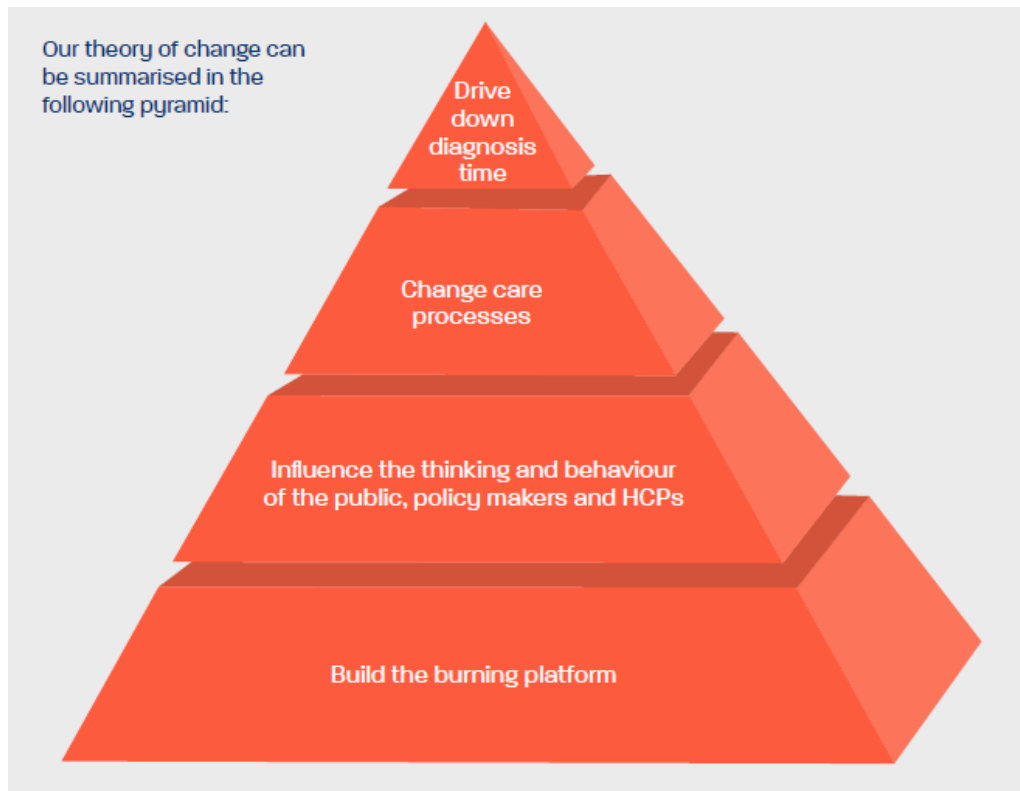 Our theory of change can
be summarised in the
following pyramid:
Drive
down
diagnosis
time
Change care
processes
Influence the thinking and behaviour
of the public, policy makers and HCPs
Build the burning platform